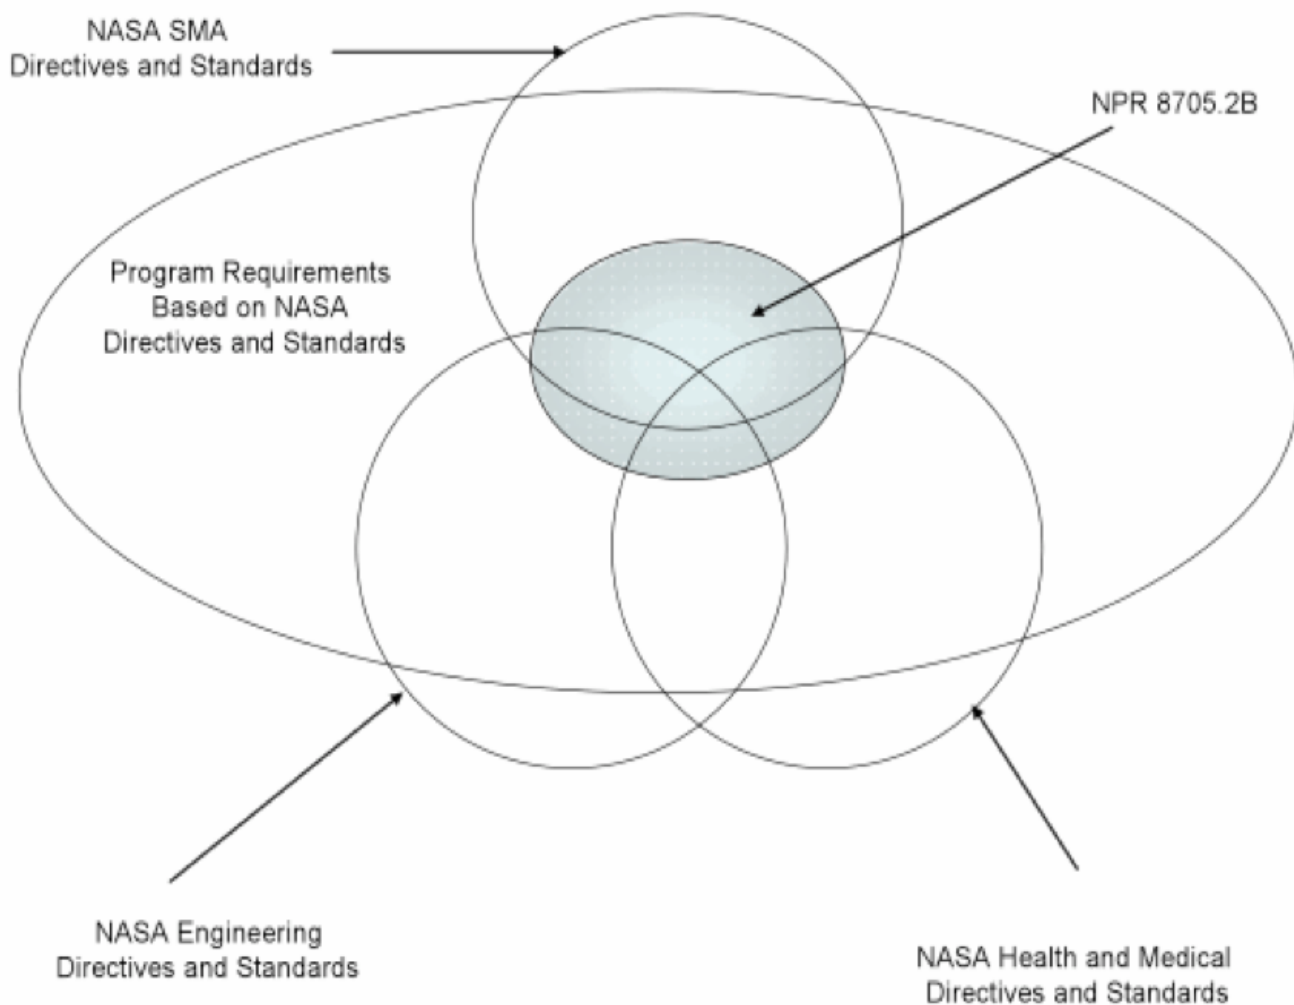 NASA SMA
Directives and Standards
NPR 8705.2B
Program Requirements
Based on NASA
Directives and Standards
NASA Engineering
Directives and Standards
NASA Health and Medical
Directives and Standards